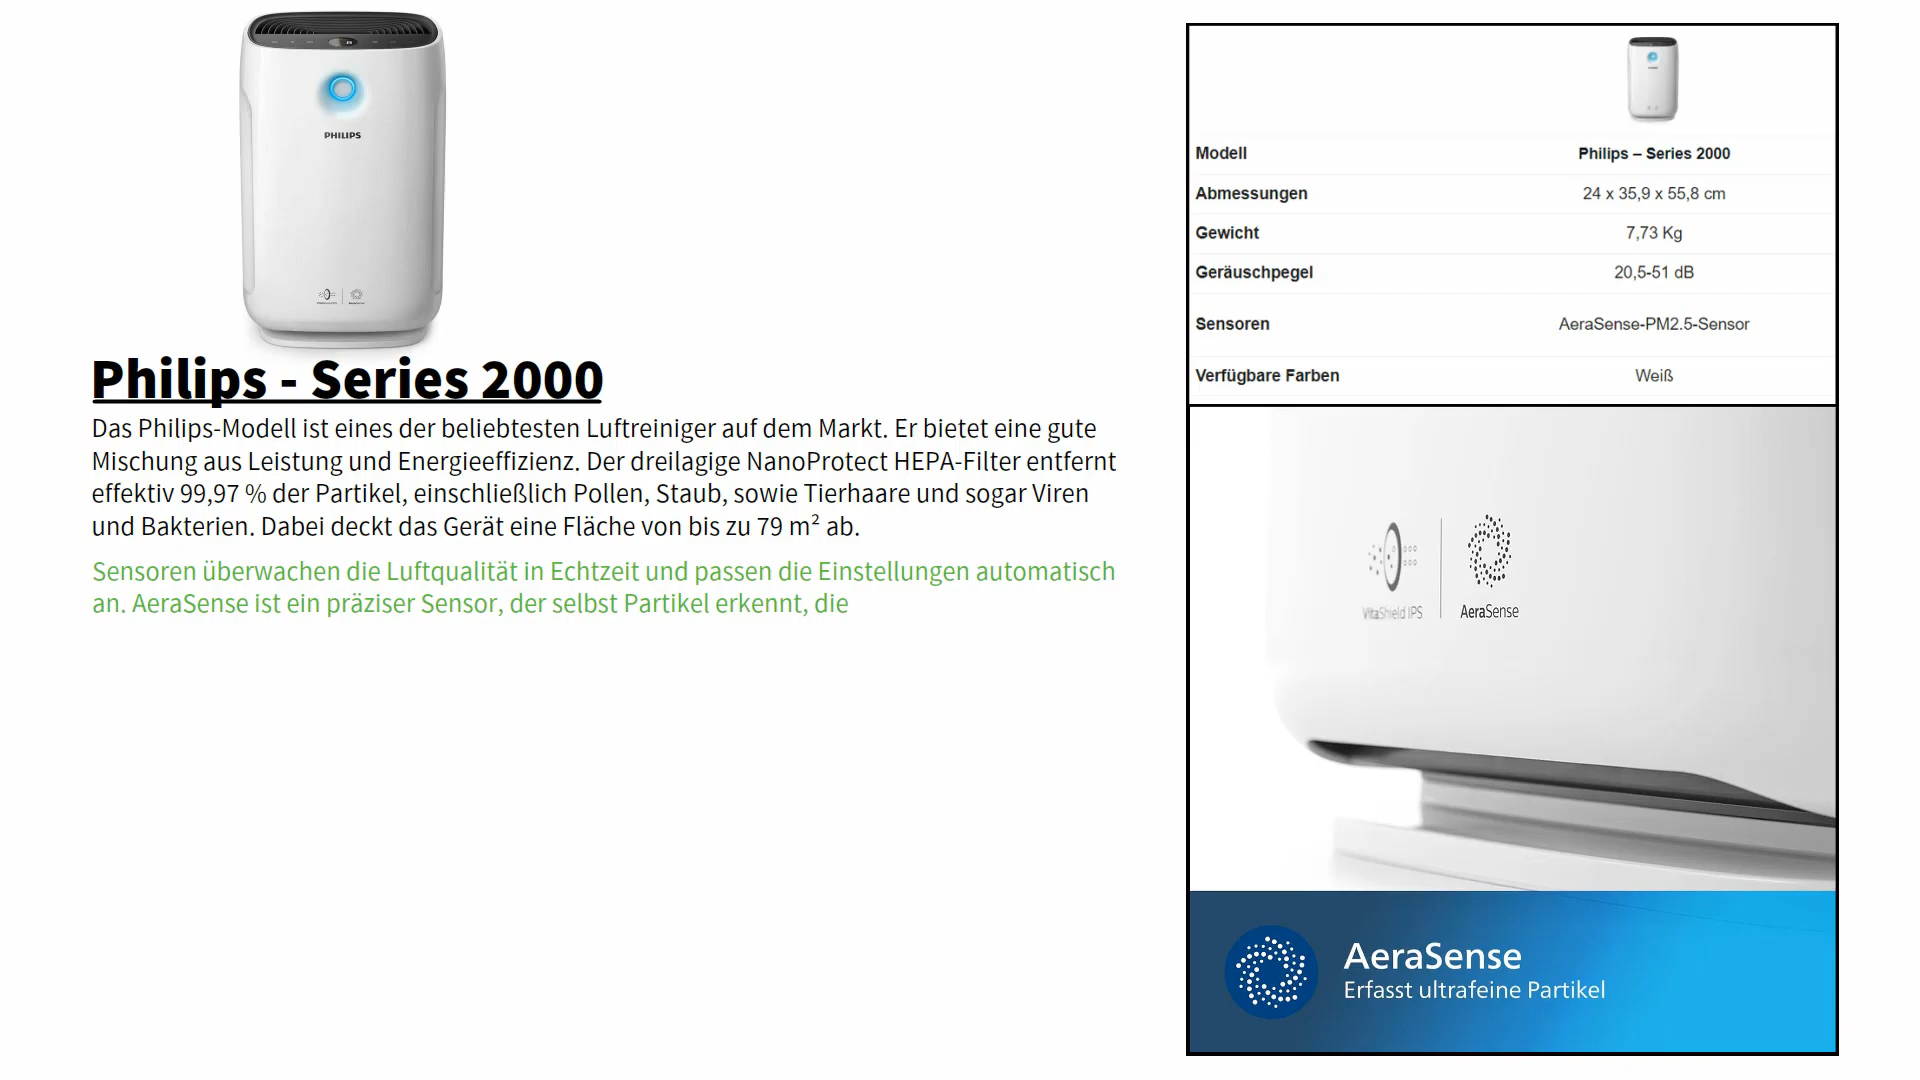 PHILIPS
Philips - Series 2000
Das Philips-Modell ist eines der beliebtesten Luftreiniger auf dem Markt. Er bietet eine gute
Mischung aus Leistung und Energieeffizienz. Der dreilagige NanoProtect HEPA-Filter entfernt
effektiv 99,97 % der Partikel, einschließlich Pollen, Staub, sowie Tierhaare und sogar Viren
und Bakterien. Dabei deckt das Gerät eine Fläche von bis zu 79 m² ab.
Sensoren überwachen die Luftqualität in Echtzeit und passen die Einstellungen automatisch
an. AeraSense ist ein präziser Sensor, der selbst Partikel erkennt, die
Modell Philips – Series 2000
Abmessungen 24 x 35,9 x 55,8 cm
Gewicht 7,73 Kg
Geräuschpegel 20,5-51 dB
Sensoren AeraSense-PM2.5-Sensor
Verfügbare Farben Weiß
VitaShield IPS AeraSense
AeraSense
Erfasst ultrafeine Partikel